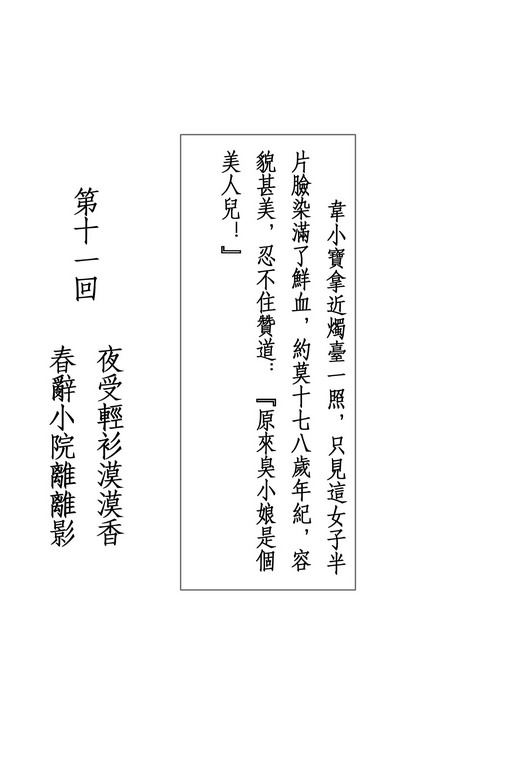 韋小寶拿近燭臺一照，只見這女子半
片臉染滿了鮮血，約莫十七八歲年紀，容
貌甚美，忍不住贊道：『原來臭小娘是個
美人兒！』
第十一回
夜受輕衫漠漠香
春辭小院離離影